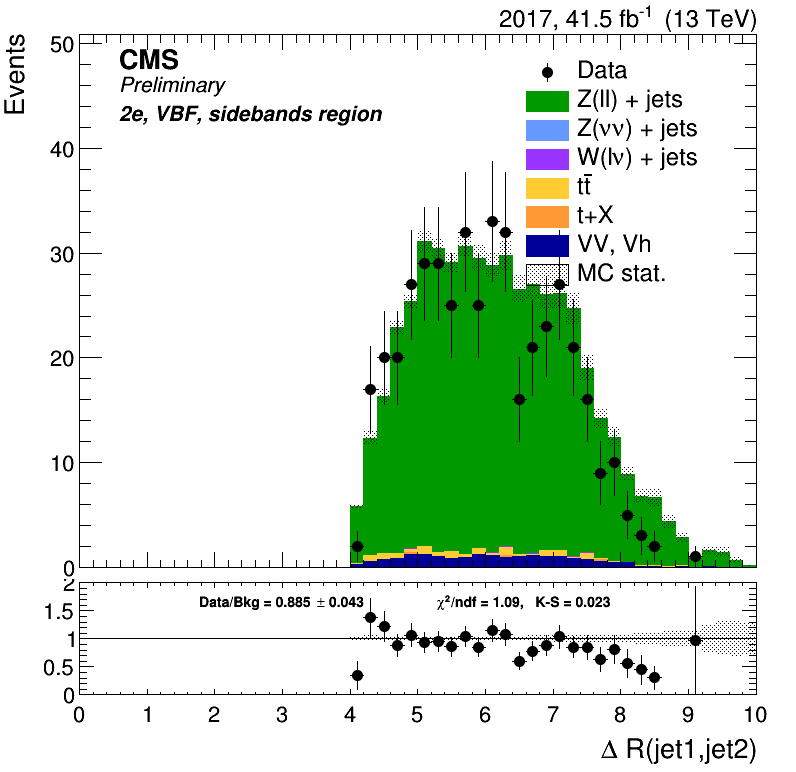 2017, 41.5 fb⁻¹ (13 TeV)
Events
CMS
Preliminary
2e, VBF, sidebands region
Data
Z(ll) + jets
Z(νν) + jets
W(lν) + jets
tt̄
t+X
VV, Vh
MC stat.
50
40
30
20
10
0
2
1.5
1
0.5
0
Data/Bkg = 0.885 ± 0.043
χ²/ndf = 1.09, K-S = 0.023
0 1 2 3 4 5 6 7 8 9 10
Δ R(jet1,jet2)